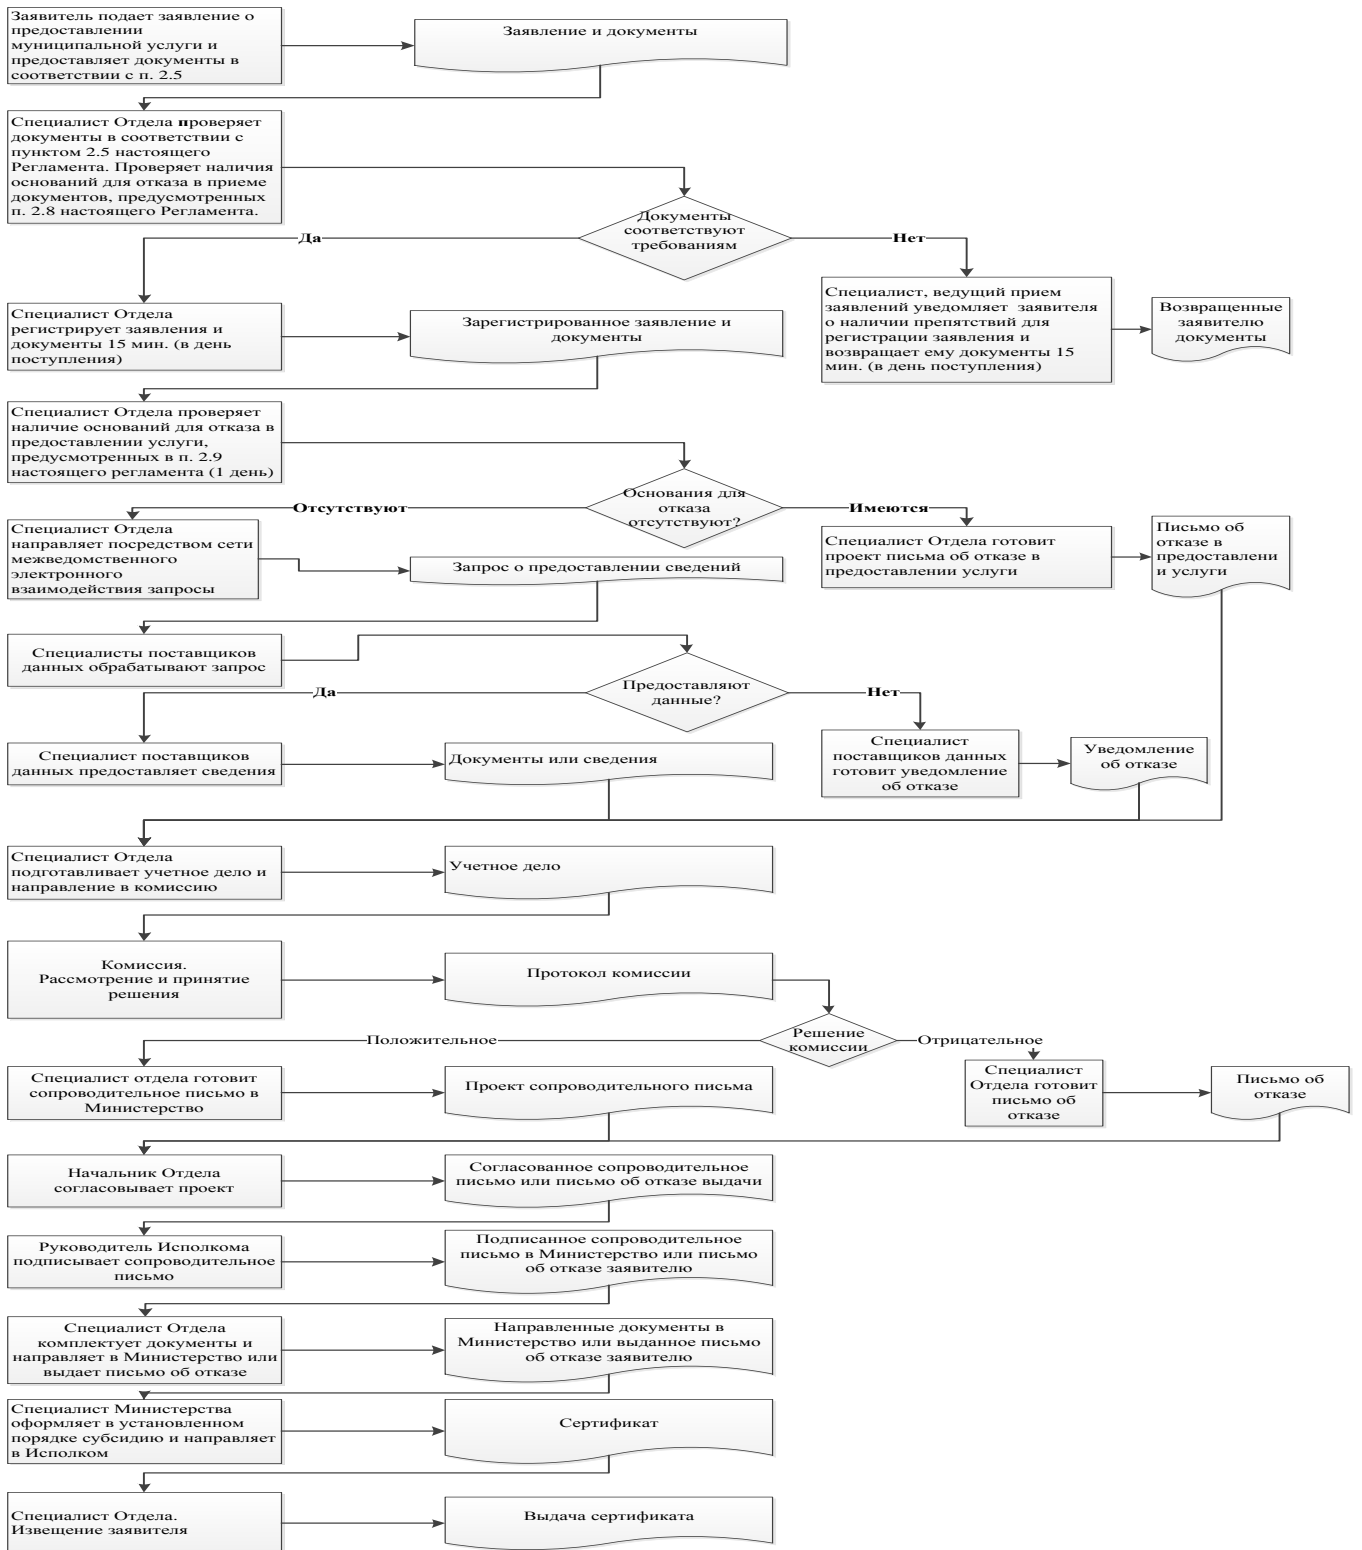 Заявитель подает заявление о
предоставлении
муниципальной услуги и
предоставляет документы в
соответствии с п. 2.5
Заявление и документы
Специалист Отдела проверяет
документы в соответствии с
пунктом 2.5 настоящего
Регламента. Проверяет наличия
оснований для отказа в приеме
документов, предусмотренных
п. 2.8 настоящего Регламента.
Документы
соответствуют
требованиям
Да
Нет
Специалист Отдела
регистрирует заявления и
документы 15 мин. (в день
поступления)
Зарегистрированное заявление и
документы
Специалист, ведущий прием
заявлений уведомляет заявителя
о наличии препятствий для
регистрации заявления и
возвращает ему документы 15
мин. (в день поступления)
Возвращенные
заявителю
документы
Специалист Отдела проверяет
наличие оснований для отказа в
предоставлении услуги,
предусмотренных в п. 2.9
настоящего регламента (1 день)
Основания для
отказа
отсутствуют?
Отсутствуют
Имеются
Специалист Отдела
направляет посредством сети
межведомственного
электронного
взаимодействия запросы
Запрос о предоставлении сведений
Специалист Отдела готовит
проект письма об отказе в
предоставлении услуги
Письмо об
отказе в
предоставлени
и услуги
Специалисты поставщиков
данных обрабатывают запрос
Предоставляют
данные?
Да
Нет
Специалист поставщиков
данных предоставляет сведения
Документы или сведения
Специалист
поставщиков данных
готовит уведомление
об отказе
Уведомление
об отказе
Специалист Отдела
подготавливает учетное дело и
направление в комиссию
Учетное дело
Комиссия.
Рассмотрение и принятие
решения
Протокол комиссии
Решение
комиссии
Положительное
Отрицательное
Специалист отдела готовит
сопроводительное письмо в
Министерство
Проект сопроводительного письма
Специалист
Отдела готовит
письмо об
отказе
Письмо об
отказе
Начальник Отдела
согласовывает проект
Согласованное сопроводительное
письмо или письмо об отказе выдачи
Руководитель Исполкома
подписывает сопроводительное
письмо
Подписанное сопроводительное
письмо в Министерство или письмо
об отказе заявителю
Специалист Отдела
комплектует документы и
направляет в Министерство или
выдает письмо об отказе
Направленные документы в
Министерство или выданное письмо
об отказе заявителю
Специалист Министерства
оформляет в установленном
порядке субсидию и направляет
в Исполком
Сертификат
Специалист Отдела.
Извещение заявителя
Выдача сертификата